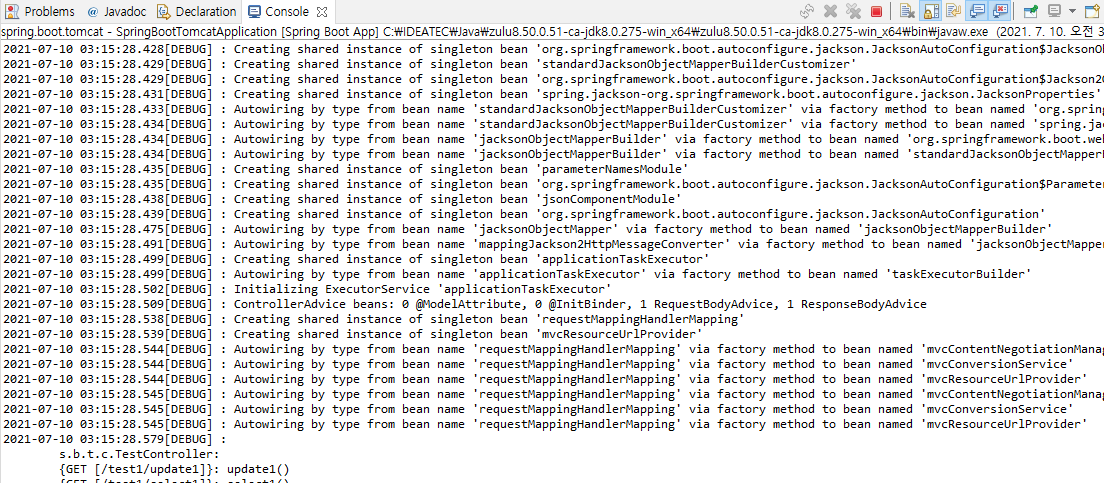 Problems @ Javadoc Declaration Console
spring.boot.tomcat - SpringBootTomcatApplication [Spring Boot App] C:₩IDEATEC₩Java₩zulu8.50.0.51-ca-jdk8.0.275-win_x64₩zulu8.50.0.51-ca-jdk8.0.275-win_x64₩bin₩javaw.exe (2021. 7. 10. 오전 3
2021-07-10 03:15:28.428[DEBUG] : Creating shared instance of singleton bean 'org.springframework.boot.autoconfigure.jackson.JacksonAutoConfiguration$JacksonOb
2021-07-10 03:15:28.429[DEBUG] : Creating shared instance of singleton bean 'standardJacksonObjectMapperBuilderCustomizer'
2021-07-10 03:15:28.429[DEBUG] : Creating shared instance of singleton bean 'org.springframework.boot.autoconfigure.jackson.JacksonAutoConfiguration$Jackson2O
2021-07-10 03:15:28.431[DEBUG] : Creating shared instance of singleton bean 'spring.jackson-org.springframework.boot.autoconfigure.jackson.JacksonProperties'
2021-07-10 03:15:28.433[DEBUG] : Autowiring by type from bean name 'standardJacksonObjectMapperBuilderCustomizer' via factory method to bean named 'org.spring
2021-07-10 03:15:28.434[DEBUG] : Autowiring by type from bean name 'standardJacksonObjectMapperBuilderCustomizer' via factory method to bean named 'spring.jac
2021-07-10 03:15:28.434[DEBUG] : Autowiring by type from bean name 'jacksonObjectMapperBuilder' via factory method to bean named 'org.springframework.boot.web
2021-07-10 03:15:28.434[DEBUG] : Autowiring by type from bean name 'jacksonObjectMapperBuilder' via factory method to bean named 'standardJacksonObjectMapperB
2021-07-10 03:15:28.435[DEBUG] : Creating shared instance of singleton bean 'parameterNamesModule'
2021-07-10 03:15:28.435[DEBUG] : Creating shared instance of singleton bean 'org.springframework.boot.autoconfigure.jackson.JacksonAutoConfiguration$Parameter
2021-07-10 03:15:28.438[DEBUG] : Creating shared instance of singleton bean 'jsonComponentModule'
2021-07-10 03:15:28.439[DEBUG] : Creating shared instance of singleton bean 'org.springframework.boot.autoconfigure.jackson.JacksonAutoConfiguration'
2021-07-10 03:15:28.475[DEBUG] : Autowiring by type from bean name 'jacksonObjectMapper' via factory method to bean named 'jacksonObjectMapperBuilder'
2021-07-10 03:15:28.491[DEBUG] : Autowiring by type from bean name 'mappingJackson2HttpMessageConverter' via factory method to bean named 'jacksonObjectMapper
2021-07-10 03:15:28.499[DEBUG] : Creating shared instance of singleton bean 'applicationTaskExecutor'
2021-07-10 03:15:28.499[DEBUG] : Autowiring by type from bean name 'applicationTaskExecutor' via factory method to bean named 'taskExecutorBuilder'
2021-07-10 03:15:28.502[DEBUG] : Initializing ExecutorService 'applicationTaskExecutor'
2021-07-10 03:15:28.509[DEBUG] : ControllerAdvice beans: 0 @ModelAttribute, 0 @InitBinder, 1 RequestBodyAdvice, 1 ResponseBodyAdvice
2021-07-10 03:15:28.538[DEBUG] : Creating shared instance of singleton bean 'requestMappingHandlerMapping'
2021-07-10 03:15:28.539[DEBUG] : Creating shared instance of singleton bean 'mvcResourceUrlProvider'
2021-07-10 03:15:28.544[DEBUG] : Autowiring by type from bean name 'requestMappingHandlerMapping' via factory method to bean named 'mvcContentNegotiationManag
2021-07-10 03:15:28.544[DEBUG] : Autowiring by type from bean name 'requestMappingHandlerMapping' via factory method to bean named 'mvcConversionService'
2021-07-10 03:15:28.544[DEBUG] : Autowiring by type from bean name 'requestMappingHandlerMapping' via factory method to bean named 'mvcResourceUrlProvider'
2021-07-10 03:15:28.545[DEBUG] : Autowiring by type from bean name 'requestMappingHandlerMapping' via factory method to bean named 'mvcContentNegotiationManag
2021-07-10 03:15:28.545[DEBUG] : Autowiring by type from bean name 'requestMappingHandlerMapping' via factory method to bean named 'mvcConversionService'
2021-07-10 03:15:28.545[DEBUG] : Autowiring by type from bean name 'requestMappingHandlerMapping' via factory method to bean named 'mvcResourceUrlProvider'
2021-07-10 03:15:28.579[DEBUG] :
s.b.t.c.TestController:
{GET [/test1/update1]}: update1()
{GET [/test1/select1]}: select1()